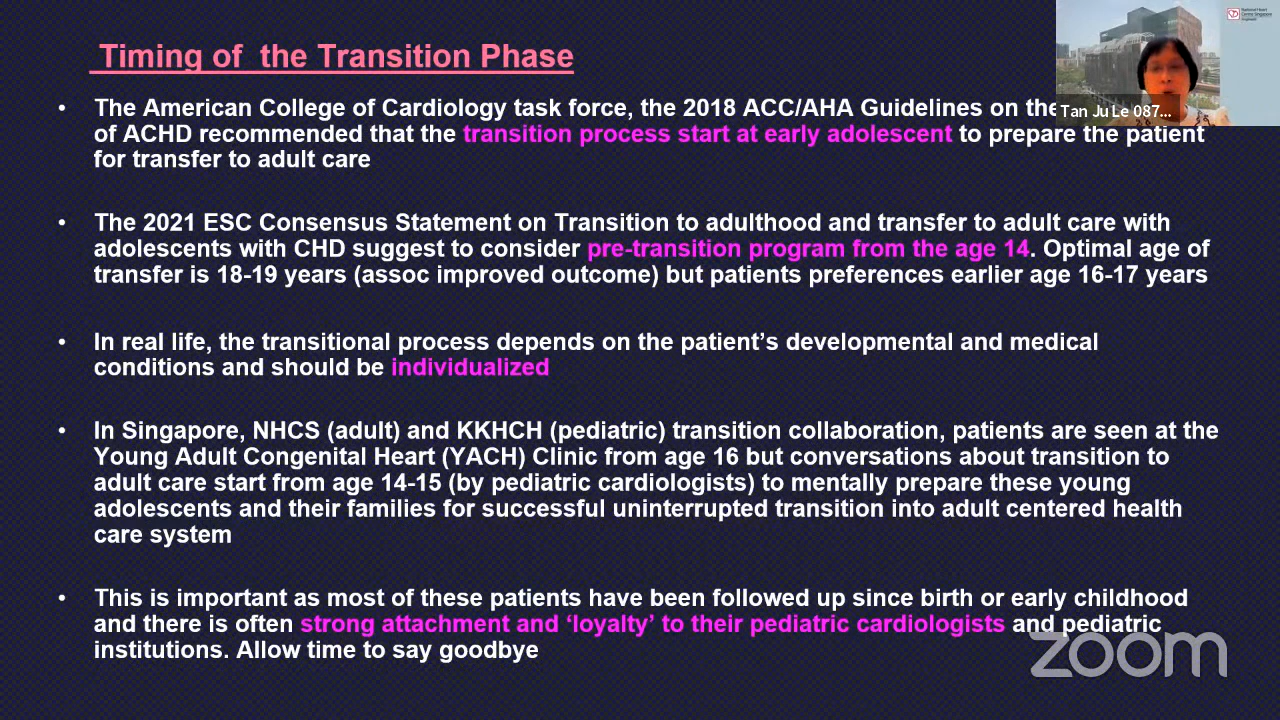 Timing of the Transition Phase
• The American College of Cardiology task force, the 2018 ACC/AHA Guidelines on the
of ACHD recommended that the transition process start at early adolescent to prepare the patient
for transfer to adult care
• The 2021 ESC Consensus Statement on Transition to adulthood and transfer to adult care with
adolescents with CHD suggest to consider pre-transition program from the age 14. Optimal age of
transfer is 18-19 years (assoc improved outcome) but patients preferences earlier age 16-17 years
• In real life, the transitional process depends on the patient’s developmental and medical
conditions and should be individualized
• In Singapore, NHCS (adult) and KKHCH (pediatric) transition collaboration, patients are seen at the
Young Adult Congenital Heart (YACH) Clinic from age 16 but conversations about transition to
adult care start from age 14-15 (by pediatric cardiologists) to mentally prepare these young
adolescents and their families for successful uninterrupted transition into adult centered health
care system
• This is important as most of these patients have been followed up since birth or early childhood
and there is often strong attachment and ‘loyalty’ to their pediatric cardiologists and pediatric
institutions. Allow time to say goodbye
National Heart
Centre Singapore
Tan Ju Le 087...
zoom